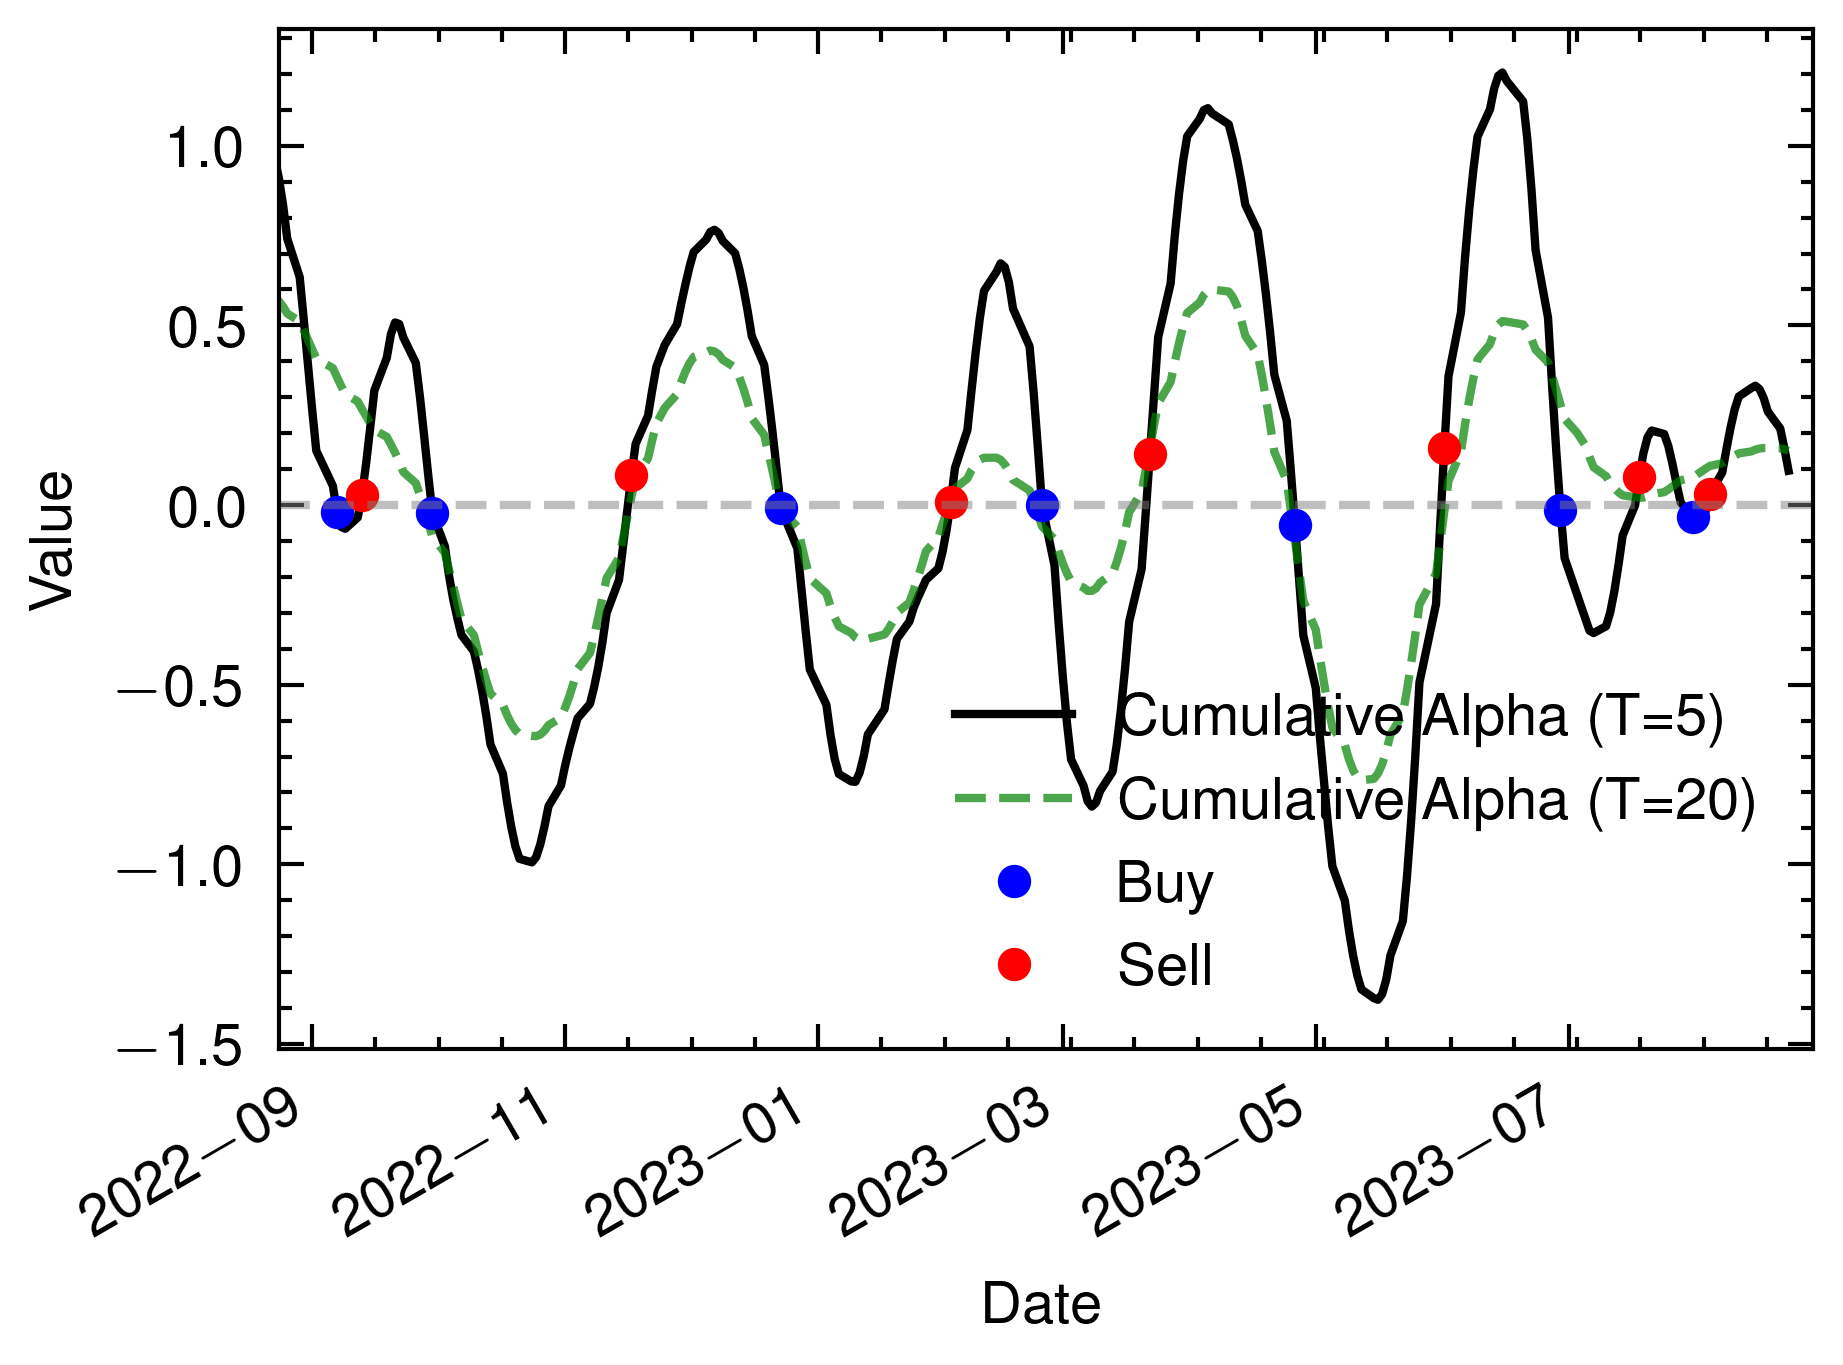 1.0
0.5
0.0
−0.5
−1.0
−1.5
Value
Cumulative Alpha (T=5)
Cumulative Alpha (T=20)
Buy
Sell
2022−09
2022−11
2023−01
2023−03
2023−05
2023−07
Date